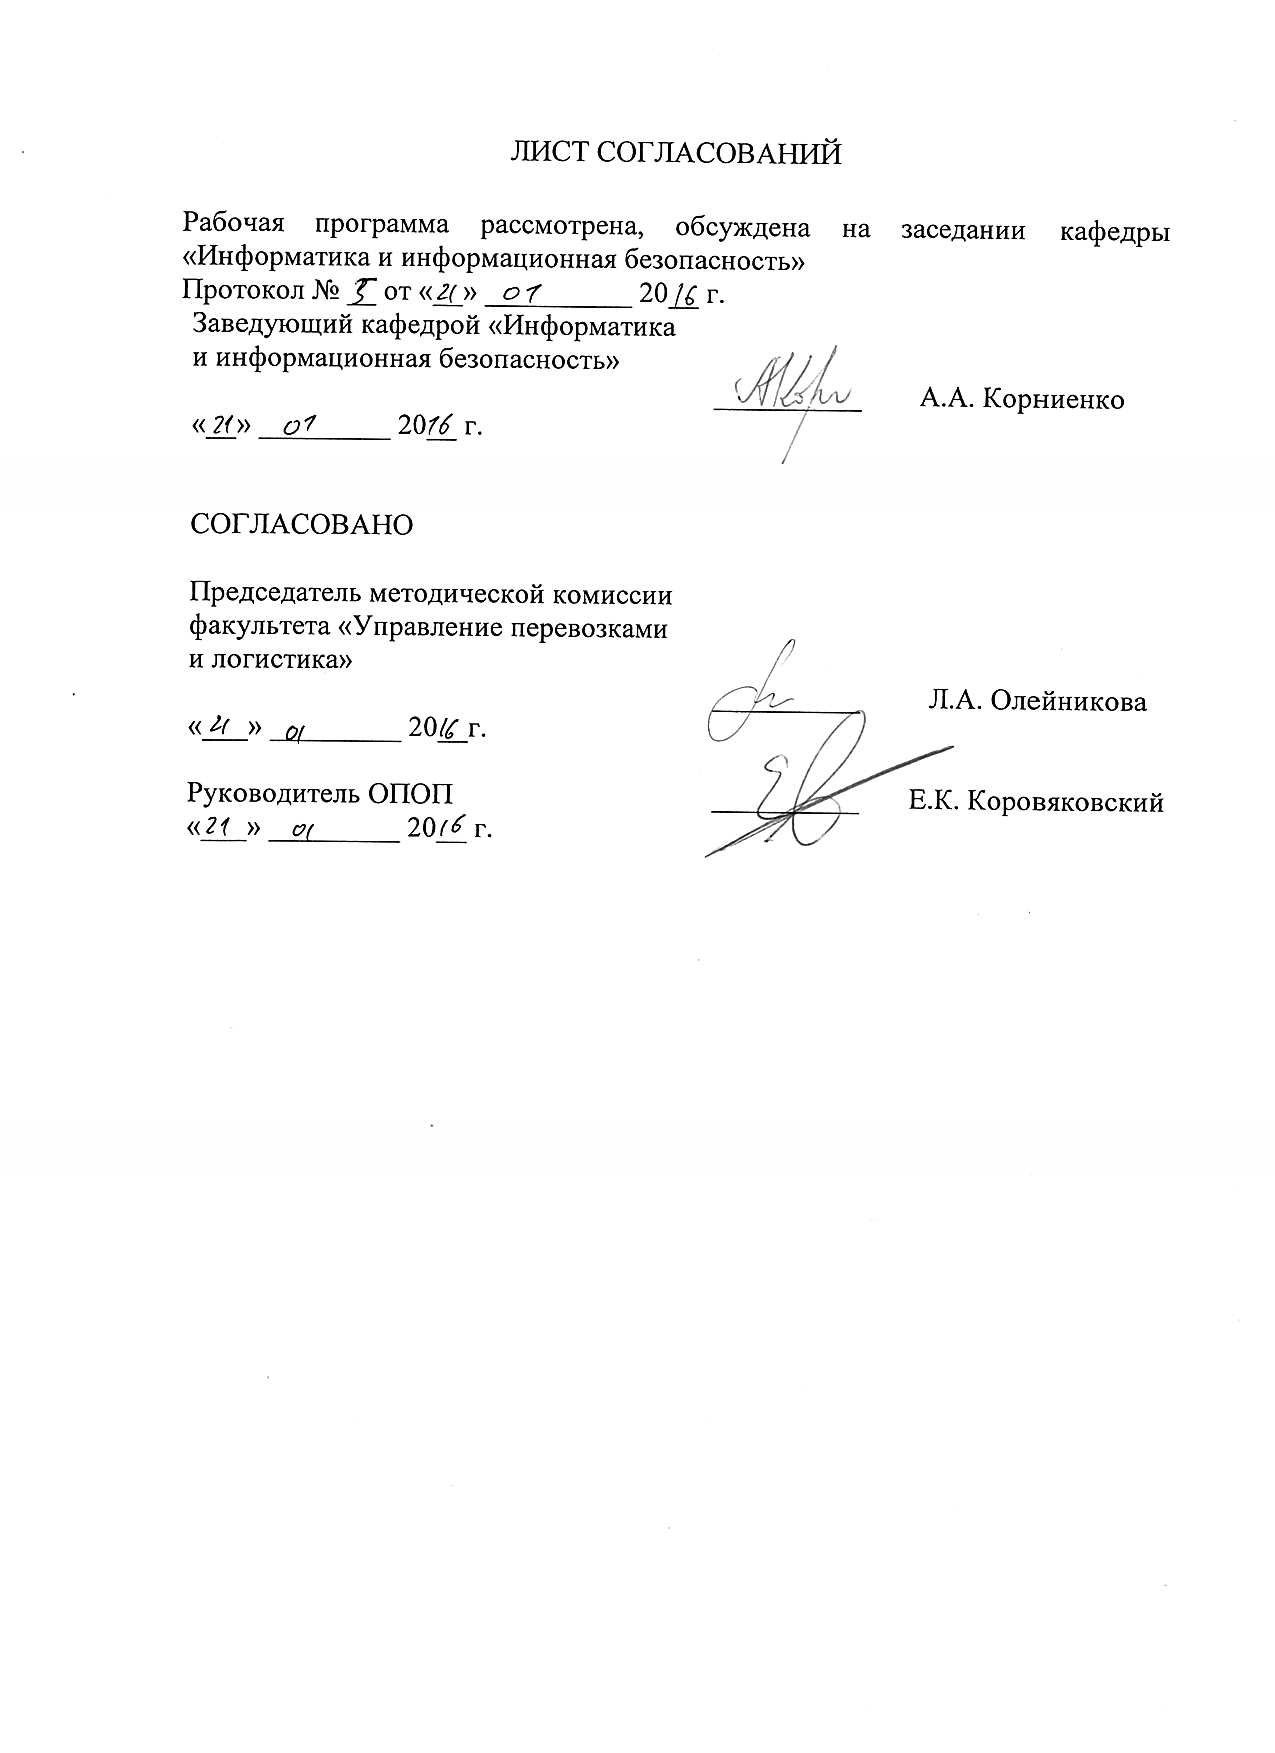 ЛИСТ СОГЛАСОВАНИЙ
Рабочая программа рассмотрена, обсуждена на заседании кафедры
«Информатика и информационная безопасность»
Протокол № 5 от «21» 01 2016 г.
Заведующий кафедрой «Информатика
и информационная безопасность»
А.А. Корниенко
«21» 01 2016 г.
СОГЛАСОВАНО
Председатель методической комиссии
факультета «Управление перевозками
и логистика»
Л.А. Олейникова
«21» 01 2016 г.
Руководитель ОПОП
Е.К. Коровяковский
«21» 01 2016 г.